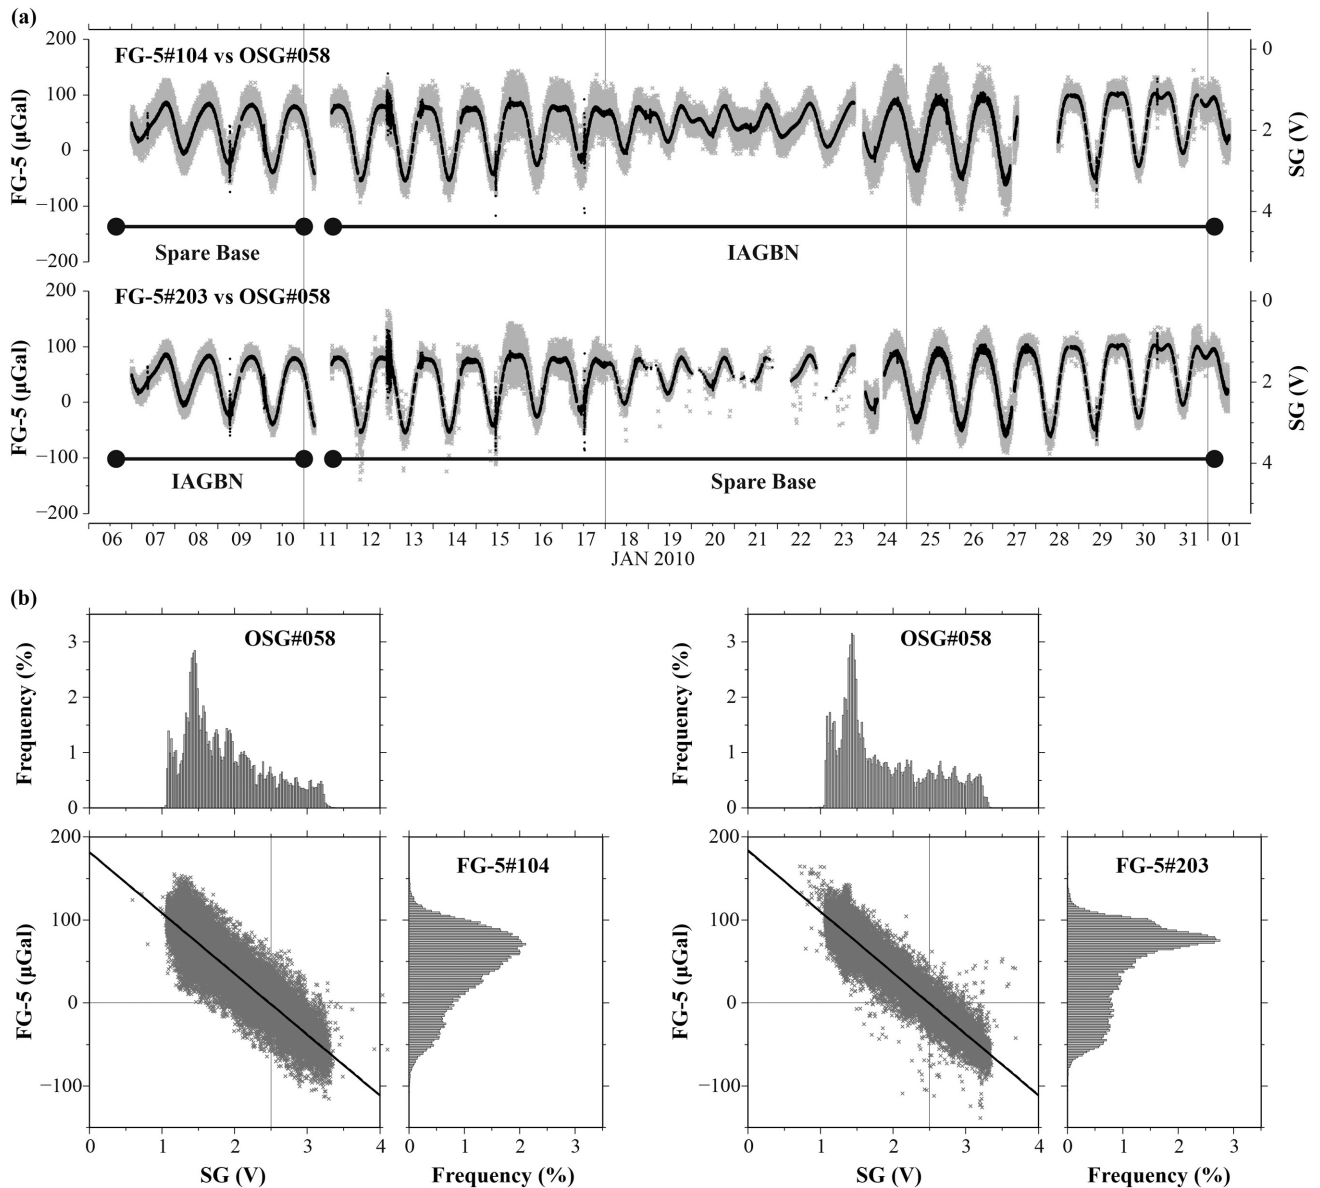 (a)
FG-5#104 vs OSG#058
FG-5 (µGal)
200
100
0
−100
−200
SG (V)
0
2
4
Spare Base
IAGBN
FG-5#203 vs OSG#058
FG-5 (µGal)
200
100
0
−100
−200
SG (V)
0
2
4
IAGBN
Spare Base
06 07 08 09 10 11 12 13 14 15 16 17 18 19 20 21 22 23 24 25 26 27 28 29 30 31 01
JAN 2010
(b)
OSG#058
Frequency (%)
3
2
1
0
FG-5 (µGal)
200
100
0
−100
0 1 2 3 4
SG (V)
FG-5#104
0 1 2 3
Frequency (%)
OSG#058
Frequency (%)
3
2
1
0
FG-5 (µGal)
200
100
0
−100
0 1 2 3 4
SG (V)
FG-5#203
0 1 2 3
Frequency (%)